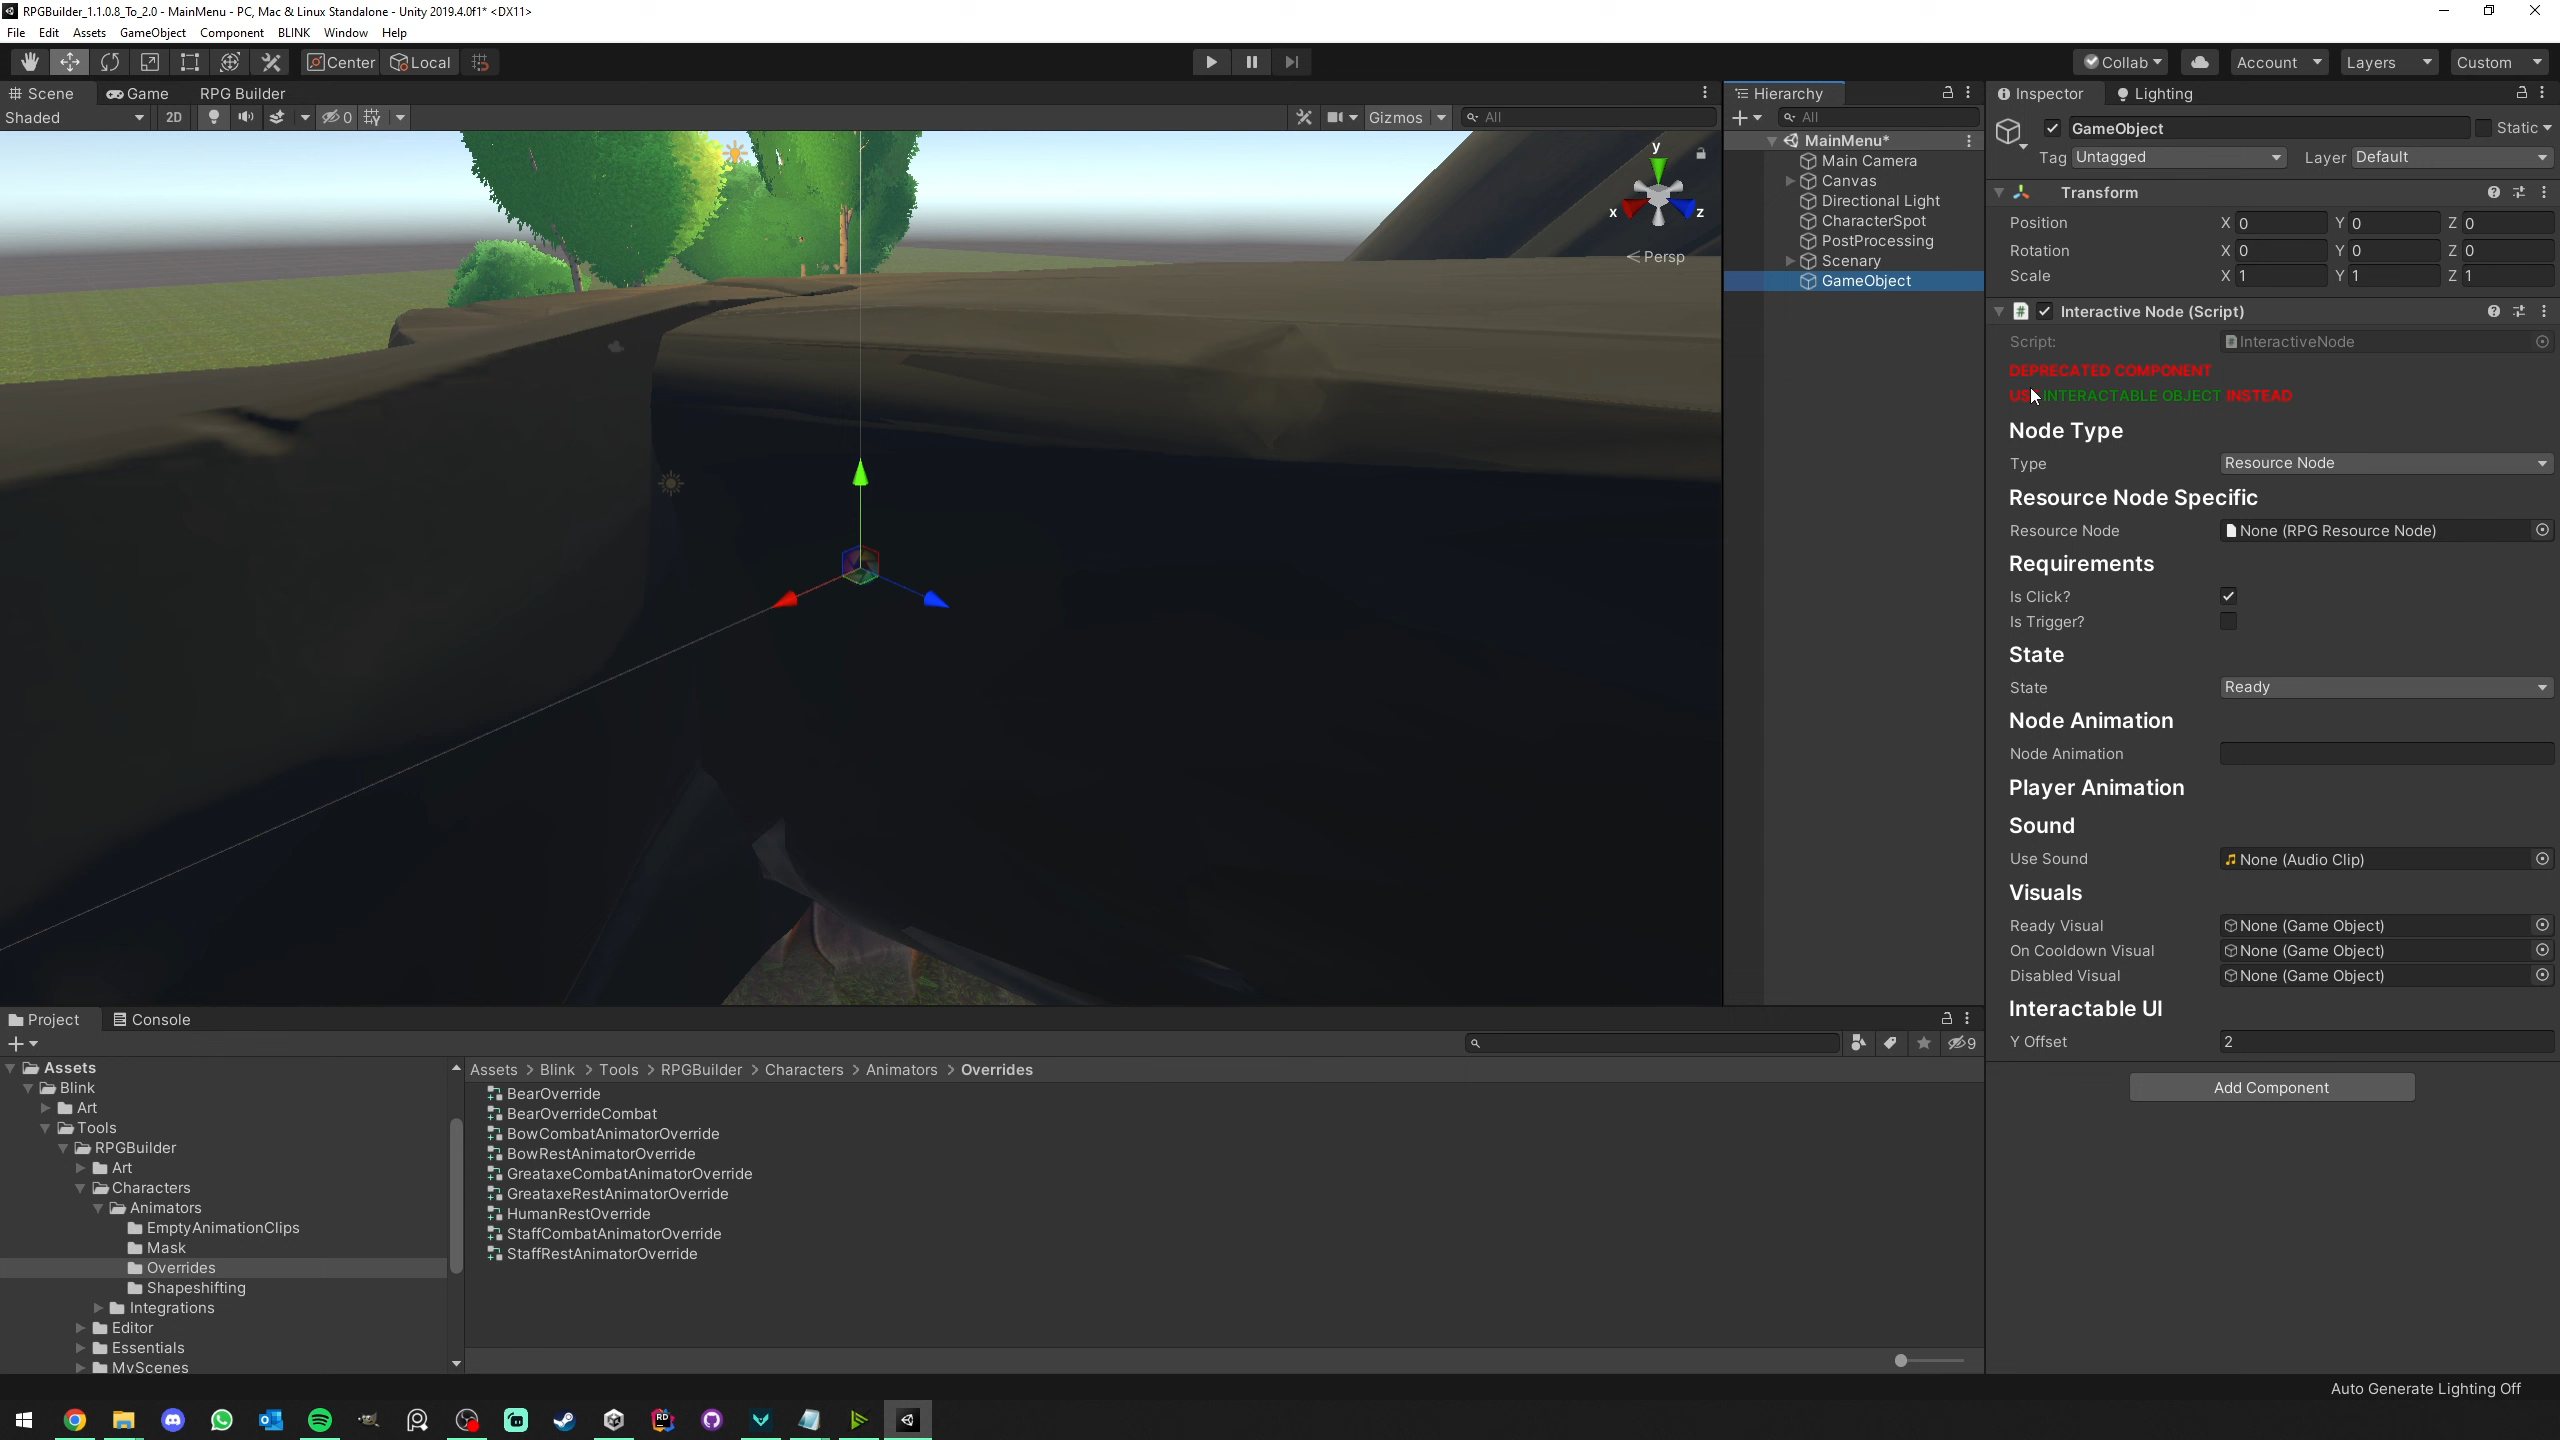 RPGBuilder_1.1.0.8_To_2.0 - MainMenu - PC, Mac & Linux Standalone - Unity 2019.4.0f1* <DX11>
File Edit Assets GameObject Component BLINK Window Help
Center Local Collab Account Layers Custom
Scene Game RPG Builder
Shaded 2D 0 Gizmos All
y
x z
Persp
Hierarchy
All
MainMenu*
Main Camera
Canvas
Directional Light
CharacterSpot
PostProcessing
Scenary
GameObject
Inspector Lighting
GameObject Static
Tag Untagged Layer Default
Transform
Position X 0 Y 0 Z 0
Rotation X 0 Y 0 Z 0
Scale X 1 Y 1 Z 1
Interactive Node (Script)
Script: InteractiveNode
DEPRECATED COMPONENT
INTERACTABLE OBJECT INSTEAD
Node Type
Type Resource Node
Resource Node Specific
Resource Node None (RPG Resource Node)
Requirements
Is Click?
Is Trigger?
State
State Ready
Node Animation
Node Animation
Player Animation
Sound
Use Sound None (Audio Clip)
Visuals
Ready Visual None (Game Object)
On Cooldown Visual None (Game Object)
Disabled Visual None (Game Object)
Interactable UI
Y Offset 2
Add Component
Project Console
9
Assets
Blink
Art
Tools
RPGBuilder
Art
Characters
Animators
EmptyAnimationClips
Mask
Overrides
Shapeshifting
Integrations
Editor
Essentials
MyScenes
Assets > Blink > Tools > RPGBuilder > Characters > Animators > Overrides
BearOverride
BearOverrideCombat
BowCombatAnimatorOverride
BowRestAnimatorOverride
GreataxeCombatAnimatorOverride
GreataxeRestAnimatorOverride
HumanRestOverride
StaffCombatAnimatorOverride
StaffRestAnimatorOverride
Auto Generate Lighting Off